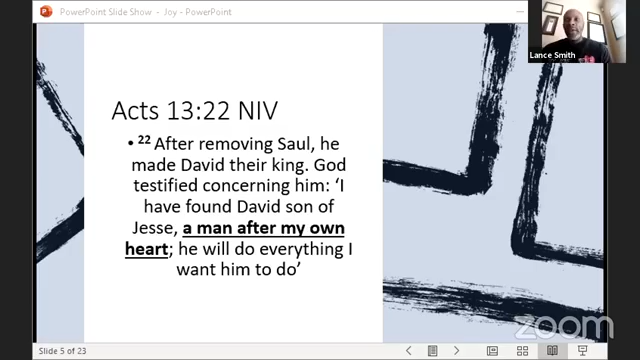 PowerPoint Slide Show - Joy - PowerPoint
Lance Smith
Acts 13:22 NIV
• 22 After removing Saul, he
made David their king. God
testified concerning him: ‘I
have found David son of
Jesse, a man after my own
heart; he will do everything I
want him to do’
zoom
Slide 5 of 23